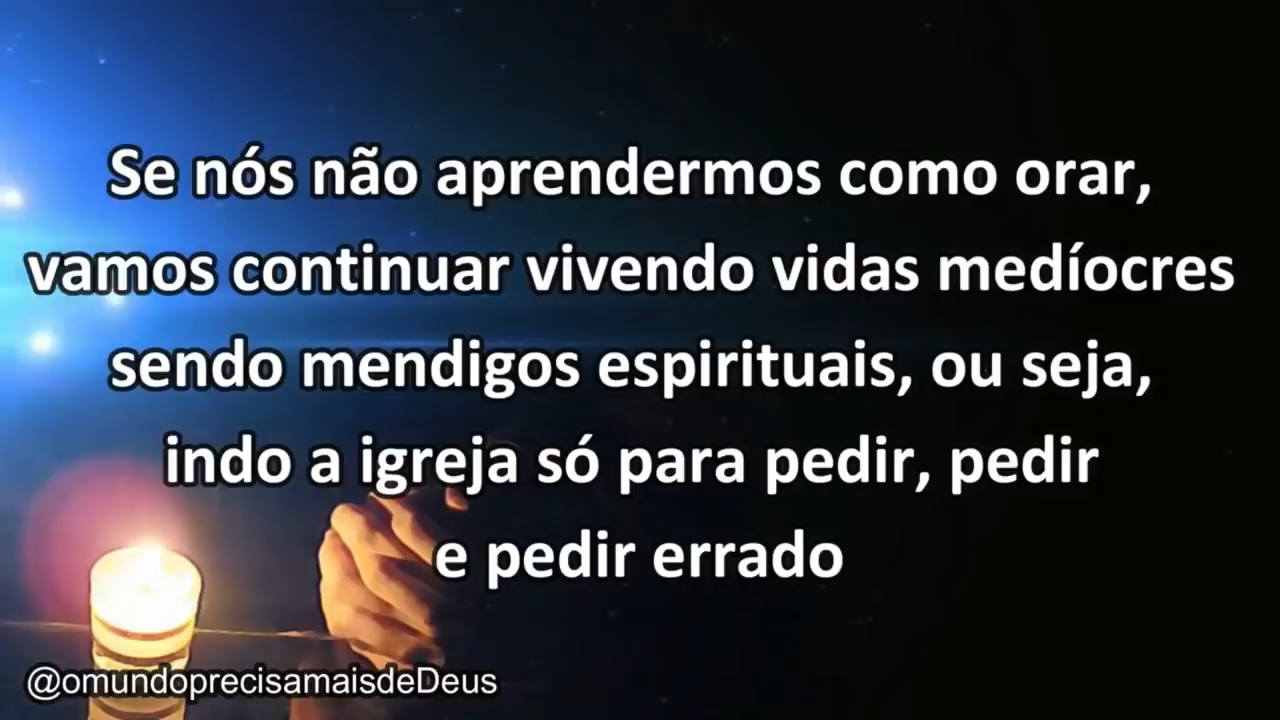 Se nós não aprendermos como orar,
vamos continuar vivendo vidas medíocres
sendo mendigos espirituais, ou seja,
indo a igreja só para pedir, pedir
e pedir errado
@omundoprecisamaisdeDeus